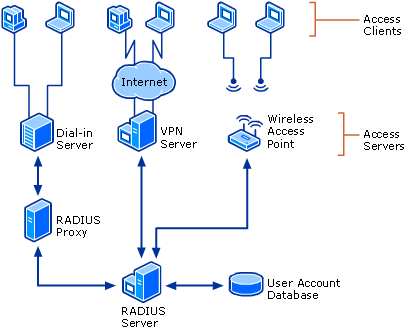 Access
Clients
Internet
Dial-in
Server
VPN
Server
Wireless
Access
Point
Access
Servers
RADIUS
Proxy
RADIUS
Server
User Account
Database